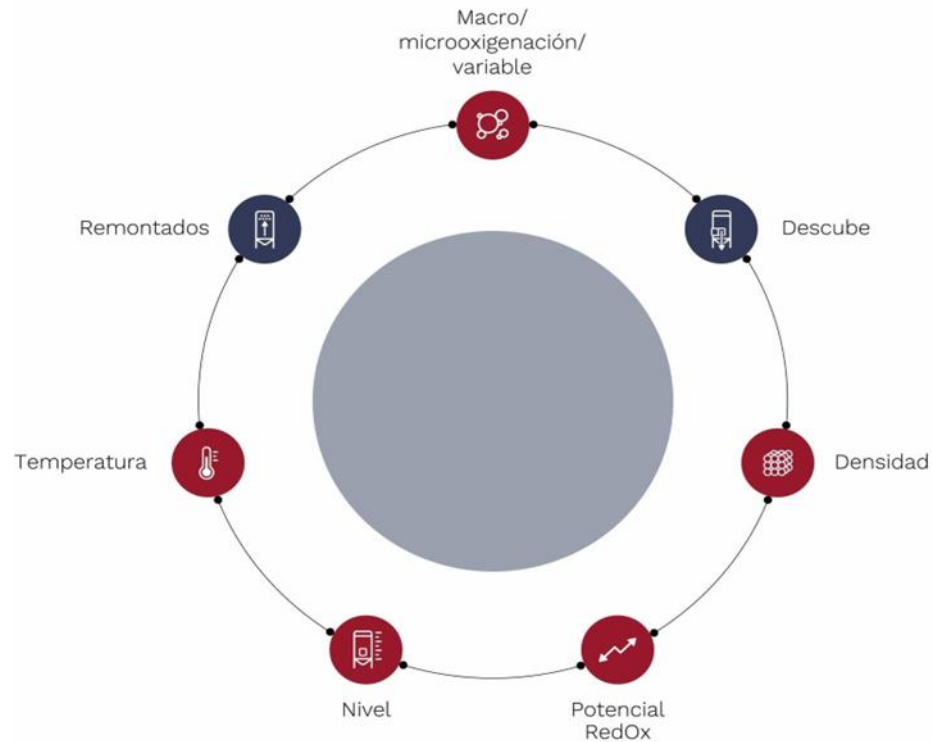 Macro/
microoxigenación/
variable
Remontados
Descube
Temperatura
Densidad
Nivel
Potencial
RedOx